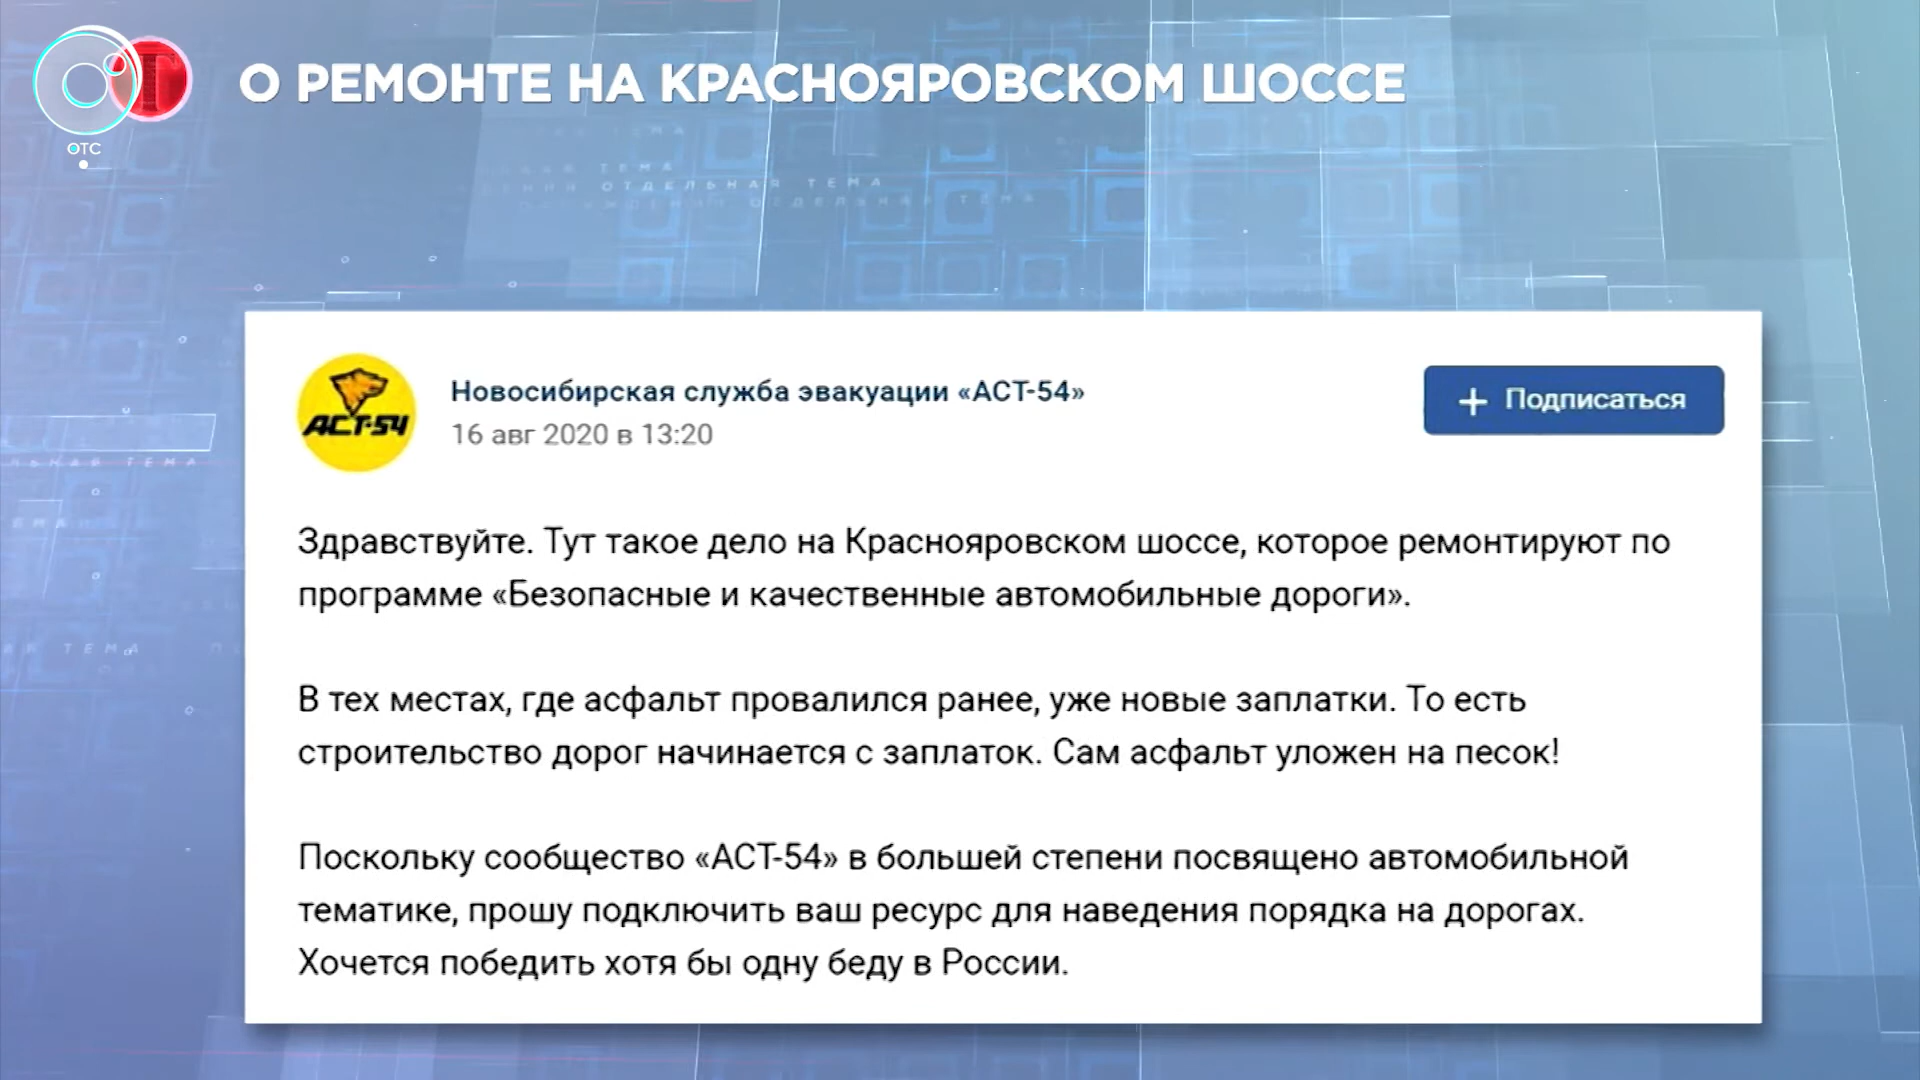 О РЕМОНТЕ НА КРАСНОЯРОВСКОМ ШОССЕ
ОТС
ОТДЕЛЬНАЯ ТЕМА
АСТ-54
Новосибирская служба эвакуации «АСТ-54»
16 авг 2020 в 13:20
+ Подписаться
Здравствуйте. Тут такое дело на Краснояровском шоссе, которое ремонтируют по
программе «Безопасные и качественные автомобильные дороги».
В тех местах, где асфальт провалился ранее, уже новые заплатки. То есть
строительство дорог начинается с заплаток. Сам асфальт уложен на песок!
Поскольку сообщество «АСТ-54» в большей степени посвящено автомобильной
тематике, прошу подключить ваш ресурс для наведения порядка на дорогах.
Хочется победить хотя бы одну беду в России.